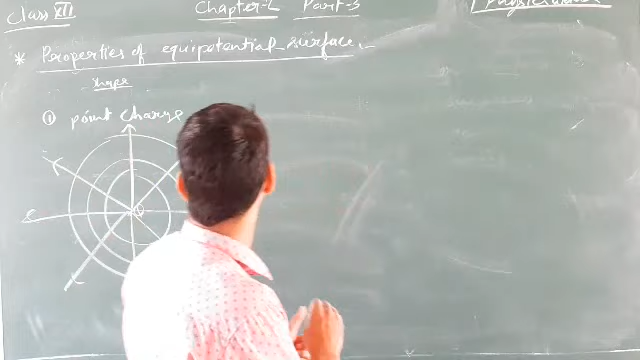 Class XII
Chapter-2 Part-3
* Properties of equipotential surface.-
shape
① point charge